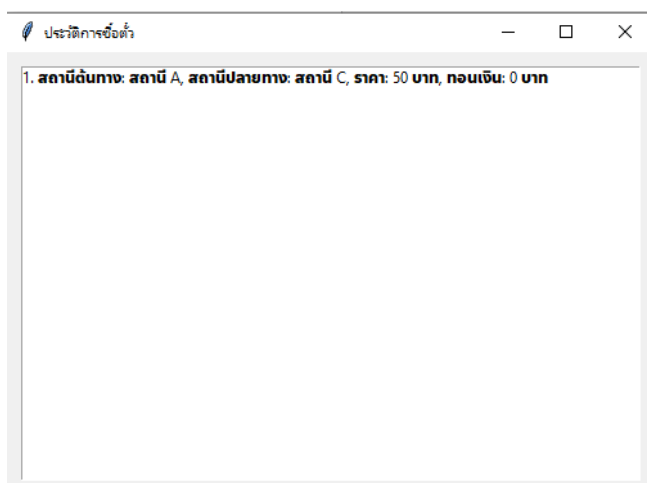 ประวัติการซื้อตั๋ว
1. สถานีต้นทาง: สถานี A, สถานีปลายทาง: สถานี C, ราคา: 50 บาท, ทอนเงิน: 0 บาท